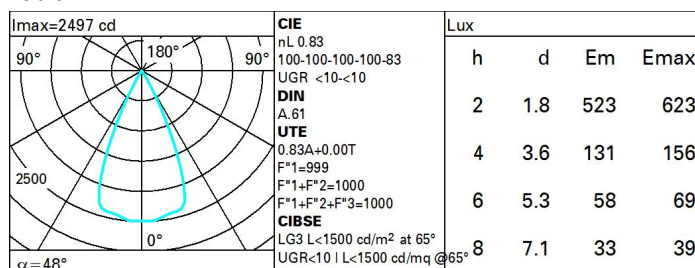 Imax=2497 cd
90° 180° 90°
2500
0°
α=48°
CIE
nL 0.83
100-100-100-100-83
UGR <10-<10
DIN
A.61
UTE
0.83A+0.00T
F"1=999
F"1+F"2=1000
F"1+F"2+F"3=1000
CIBSE
LG3 L<1500 cd/m² at 65°
UGR<10 | L<1500 cd/mq @65°
Lux
h d Em Emax
2 1.8 523 623
4 3.6 131 156
6 5.3 58 69
8 7.1 33 39